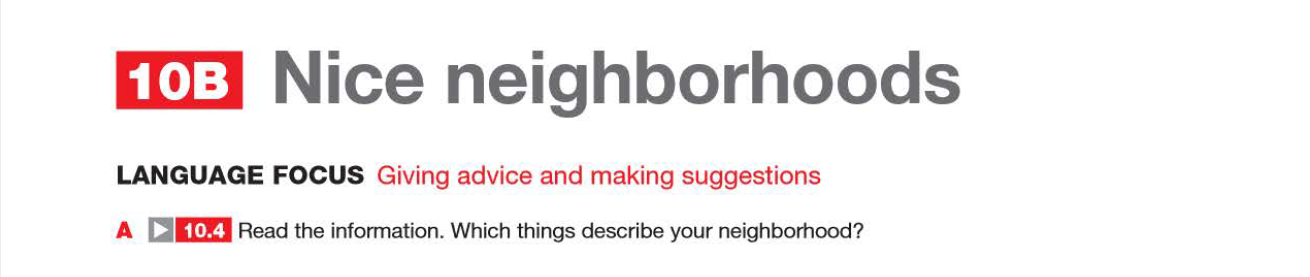 10B Nice neighborhoods
LANGUAGE FOCUS Giving advice and making suggestions
A 10.4 Read the information. Which things describe your neighborhood?